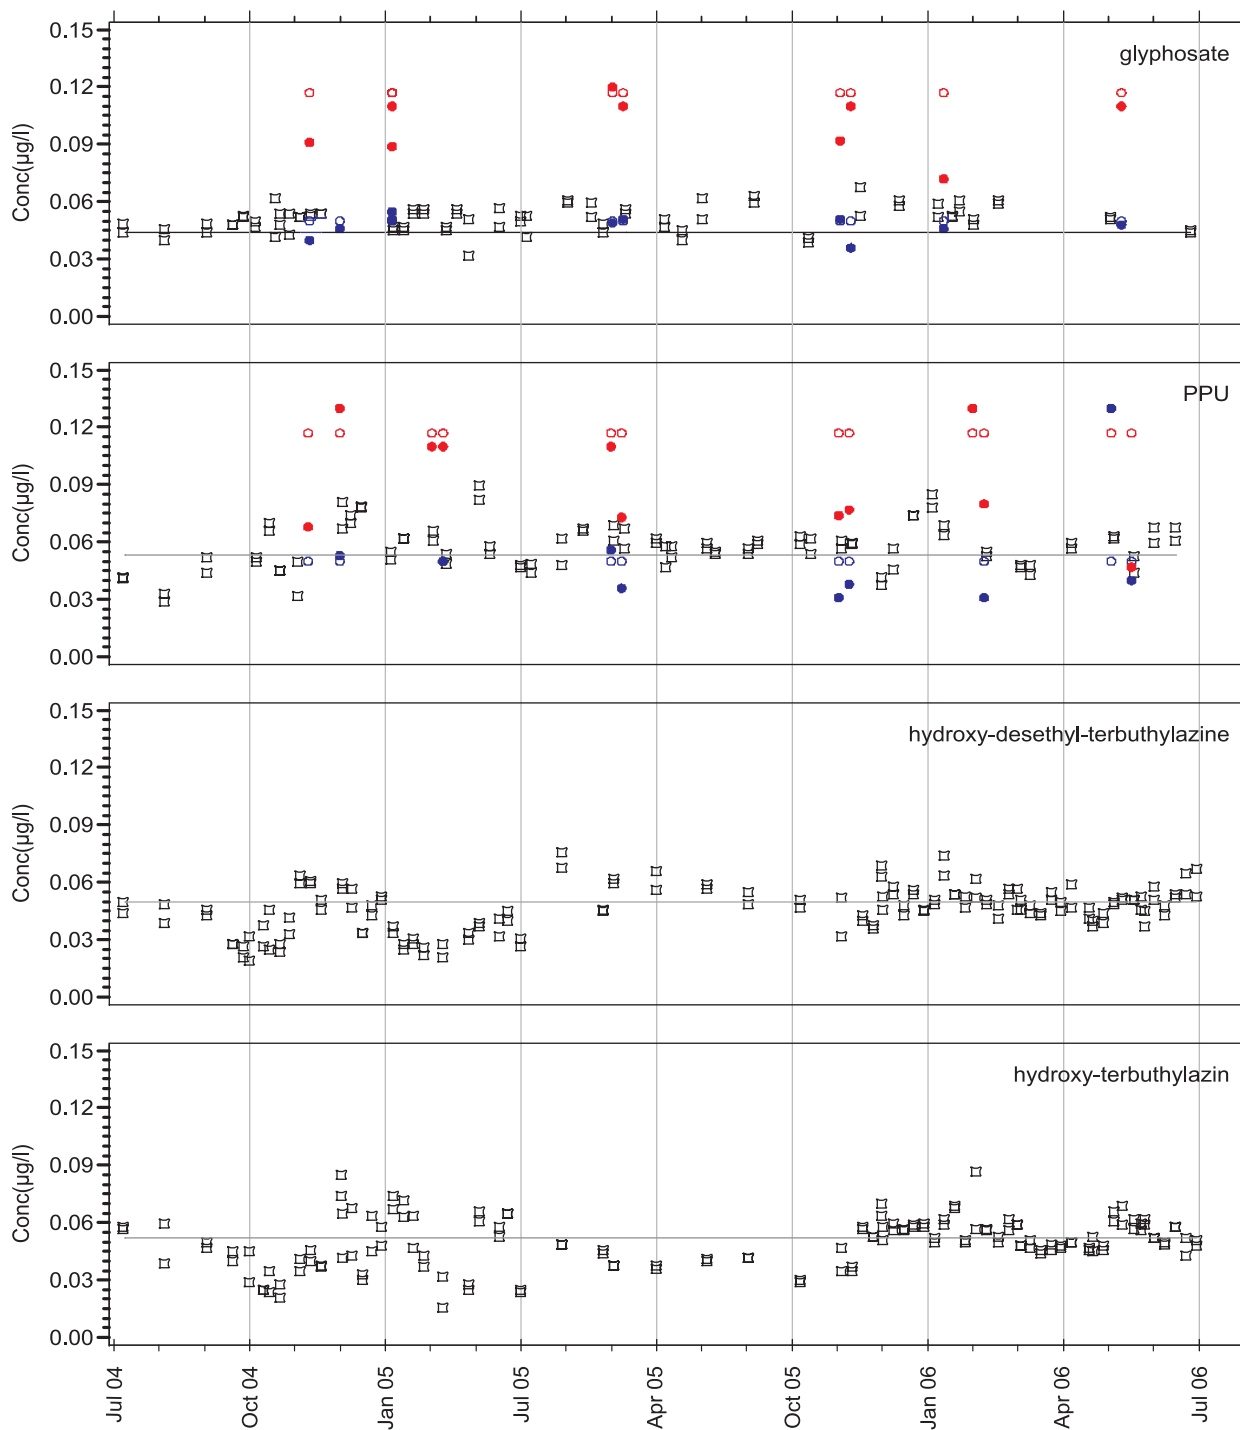 0.15
glyphosate
0.12
0.09
0.06
0.03
0.00
Conc(µg/l)
0.15
PPU
0.12
0.09
0.06
0.03
0.00
Conc(µg/l)
0.15
hydroxy-desethyl-terbuthylazine
0.12
0.09
0.06
0.03
0.00
Conc(µg/l)
0.15
hydroxy-terbuthylazin
0.12
0.09
0.06
0.03
0.00
Conc(µg/l)
Jul 04
Oct 04
Jan 05
Jul 05
Apr 05
Oct 05
Jan 06
Apr 06
Jul 06